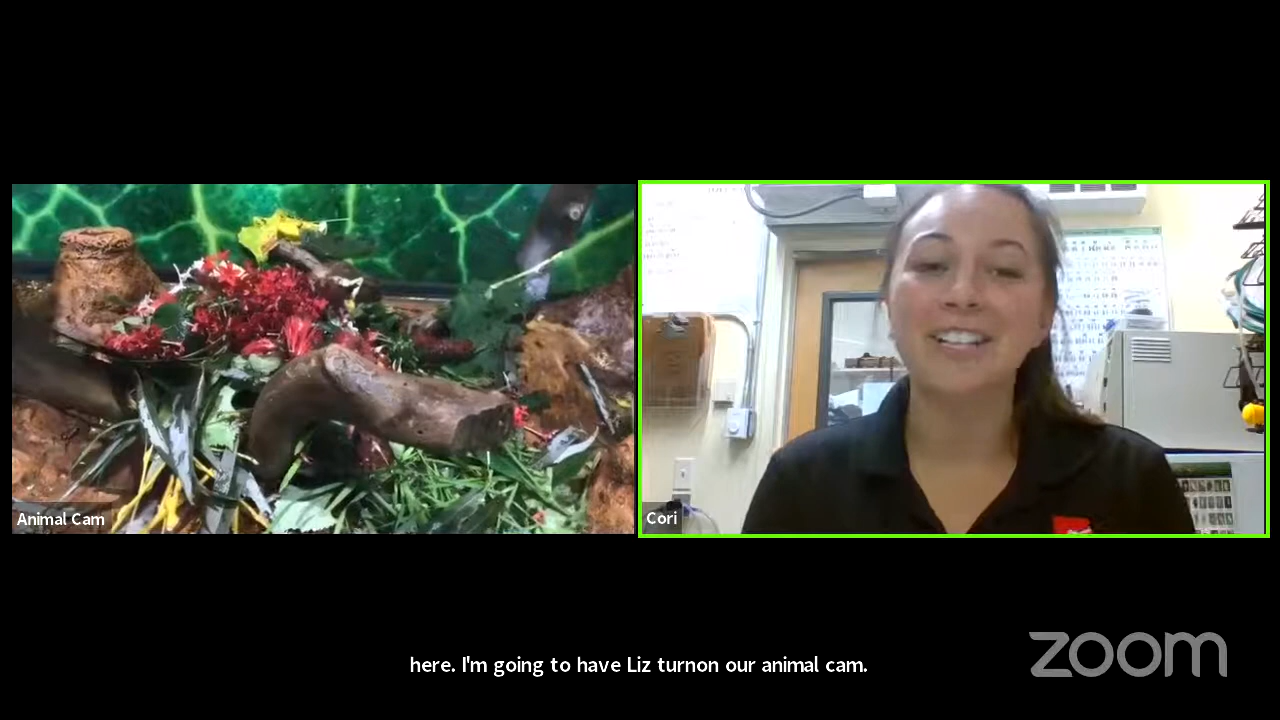 Animal Cam
Cori
here. I'm going to have Liz turnon our animal cam.
zoom